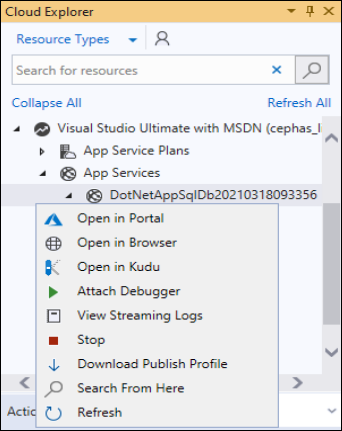 Cloud Explorer
Resource Types
Search for resources
Collapse All Refresh All
Visual Studio Ultimate with MSDN (cephas_l
App Service Plans
App Services
DotNetAppSqlDb20210318093356
Open in Portal
Open in Browser
Open in Kudu
Attach Debugger
View Streaming Logs
Stop
Download Publish Profile
Search From Here
Refresh
Actio